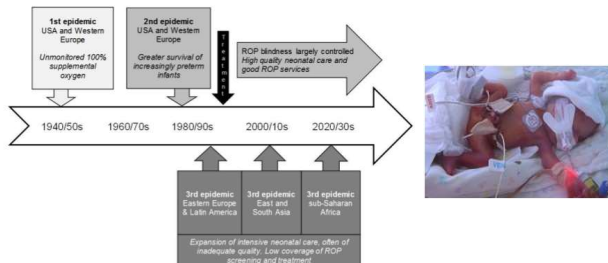 1st epidemic
USA and Western
Europe
Unmonitored 100%
supplemental
oxygen
2nd epidemic
USA and Western
Europe
Greater survival of
increasingly preterm
infants
Treatment
ROP blindness largely controlled
High quality neonatal care and
good ROP services
1940/50s
1960/70s
1980/90s
2000/10s
2020/30s
3rd epidemic
Eastern Europe
& Latin America
3rd epidemic
East and
South Asia
3rd epidemic
sub-Saharan
Africa
Expansion of intensive neonatal care, often of
inadequate quality. Low coverage of ROP
screening and treatment